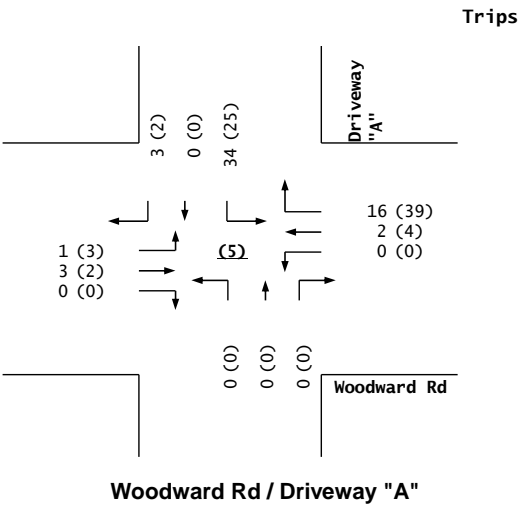 Trips
Driveway
"A"
3 (2)
0 (0)
34 (25)
16 (39)
2 (4)
0 (0)
1 (3)
3 (2)
0 (0)
(5)
0 (0)
0 (0)
0 (0)
Woodward Rd
Woodward Rd / Driveway "A"